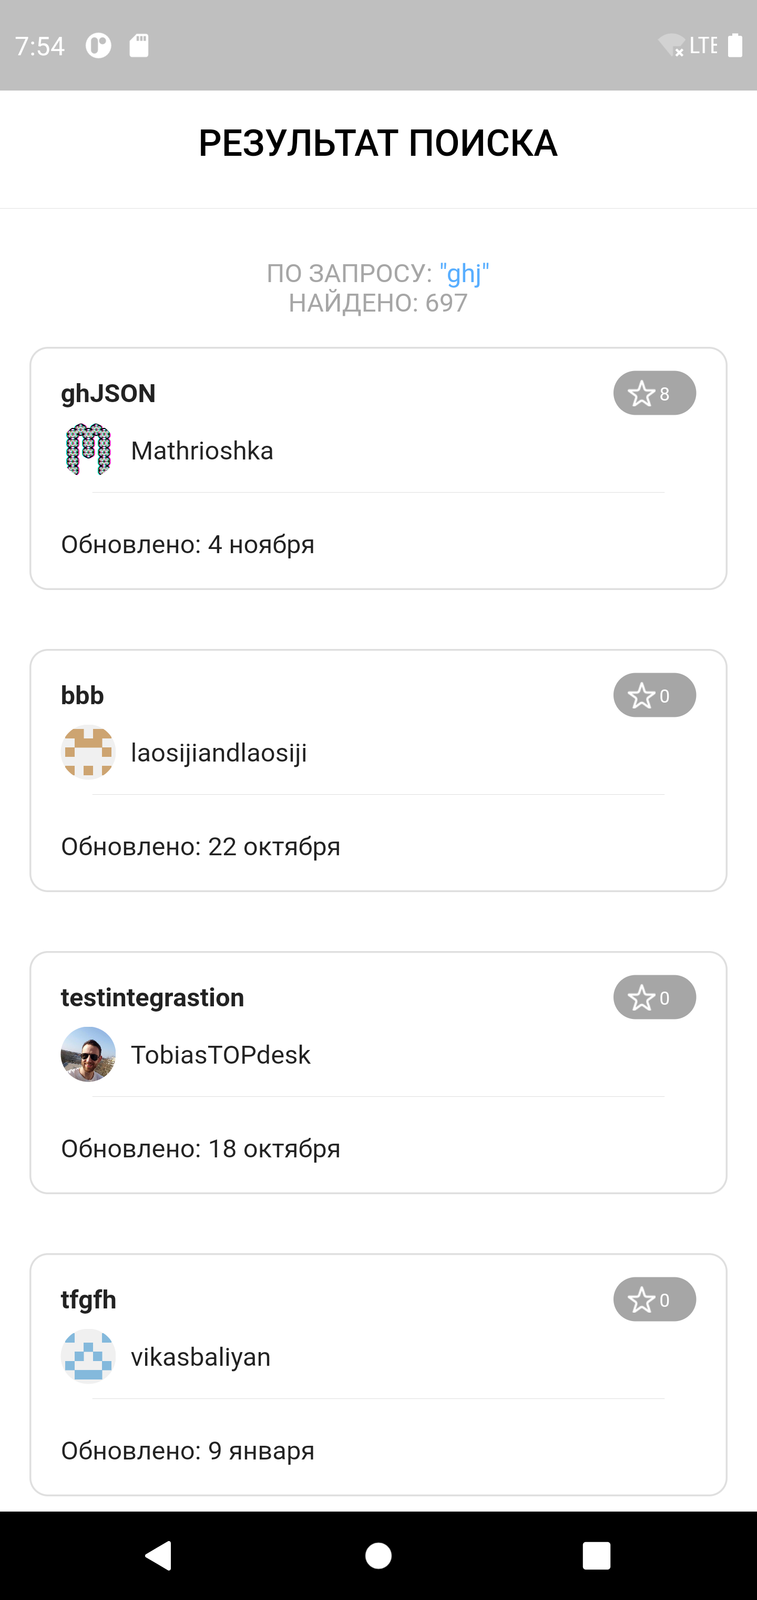 7:54 LTE
РЕЗУЛЬТАТ ПОИСКА
ПО ЗАПРОСУ: "ghj"
НАЙДЕНО: 697
ghJSON 8
Mathrioshka
Обновлено: 4 ноября
bbb 0
laosijiandlaosiji
Обновлено: 22 октября
testintegrastion 0
TobiasTOPdesk
Обновлено: 18 октября
tfgfh 0
vikasbaliyan
Обновлено: 9 января